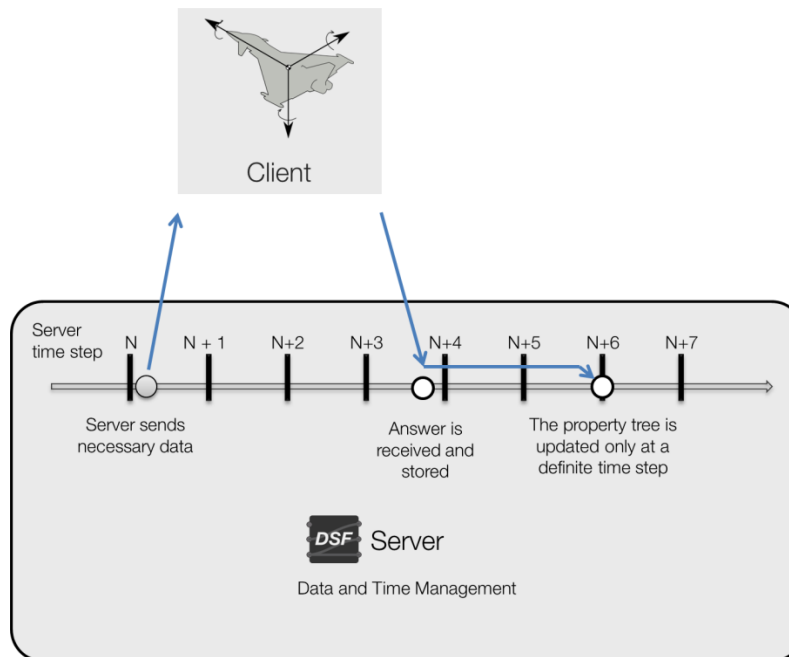 Client
Server
time step
N
N + 1
N+2
N+3
N+4
N+5
N+6
N+7
Server sends
necessary data
Answer is
received and
stored
The property tree is
updated only at a
definite time step
DSF Server
Data and Time Management